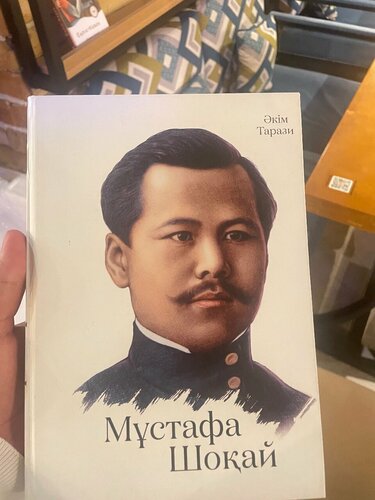 Әкім
Тарази
Мұстафа
Шоқай